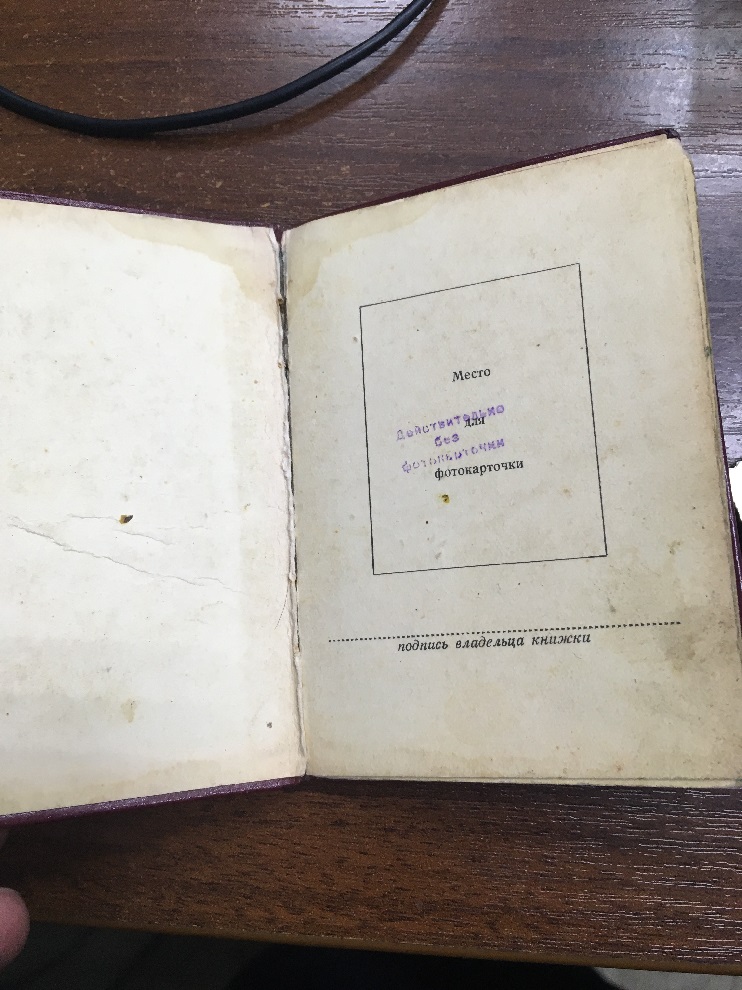 Место
для
фотокарточки
Действительно
без
фотокарточки
подпись владельца книжки